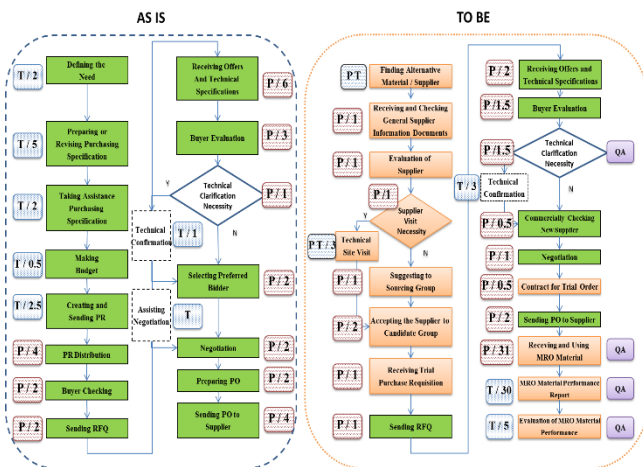 AS IS
T / 2
Defining the
Need
T / 5
Preparing or
Revising Purchasing
Specification
T / 2
Taking Assistance
Purchasing
Specification
T / 0.5
Making
Budget
T / 2.5
Creating and
Sending PR
P / 4
PR Distribution
P / 2
Buyer Checking
P / 2
Sending RFQ
Receiving Offers
And Technical
Specifications
P / 6
Buyer Evaluation
P / 3
Y
Technical
Clarification
Necessity
P / 1
Technical
Confirmation
T / 1
N
Selecting Preferred
Bidder
P / 2
Assisting
Negotiation
T
Negotiation
P / 2
Preparing PO
P / 2
Sending PO to
Supplier
P / 4
TO BE
PT
Finding Alternative
Material / Supplier
P / 1
Receiving and Checking
General Supplier
Information Documents
P / 1
Evaluation of
Supplier
P / 1
Y
Supplier
Visit
Necessity
PT / 3
Technical
Site Visit
N
P / 1
Suggesting to
Sourcing Group
P / 2
Accepting the Supplier to
Candidate Group
P / 1
Receiving Trial
Purchase Requisition
P / 1
Sending RFQ
P / 2
Receiving Offers and
Technical Specifications
P /1.5
Buyer Evaluation
P /1.5
Technical
Clarification
Necessity
QA
T / 3
Y
Technical
Confirmation
N
P / 0.5
Commercially Checking
New Supplier
P / 1
Negotiation
P / 0.5
Contract for Trial Order
P / 2
Sending PO to Supplier
P / 31
Receiving and Using
MRO Material
QA
T / 30
MRO Material Performance
Report
QA
T / 5
Evaluation of MRO Material
Performance
QA